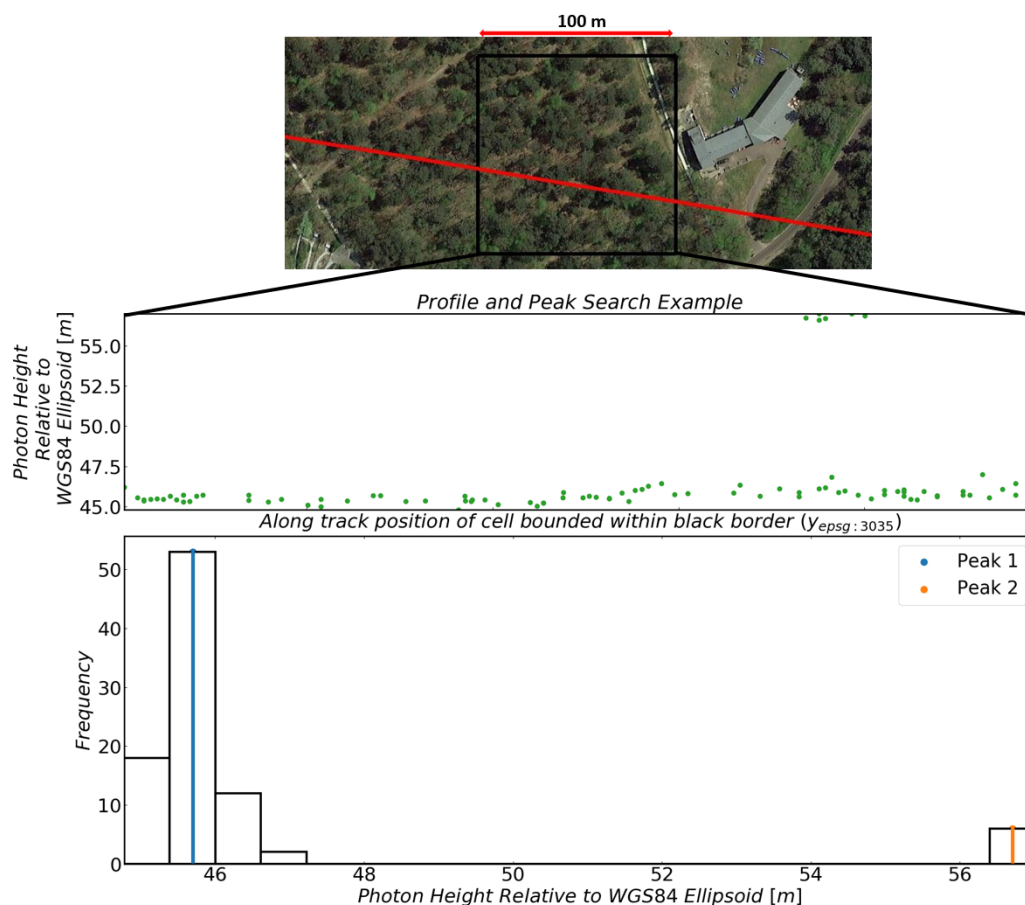 100 m
Profile and Peak Search Example
Photon Height
Relative to
WGS84 Ellipsoid [m]
55.0
52.5
50.0
47.5
45.0
Along track position of cell bounded within black border (y_epsg:3035)
Frequency
50
40
30
20
10
0
Peak 1
Peak 2
46
48
50
52
54
56
Photon Height Relative to WGS84 Ellipsoid [m]